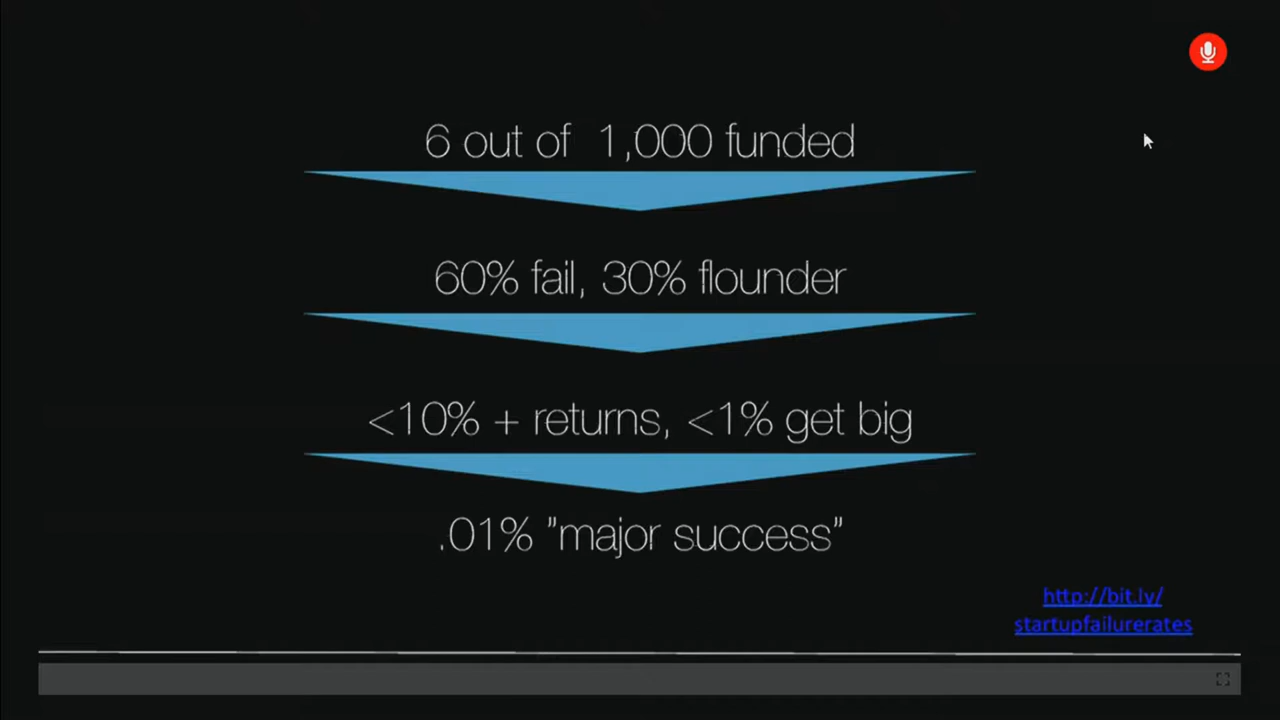 6 out of 1,000 funded
60% fail, 30% flounder
<10% + returns, <1% get big
.01% ”major success”
http://bit.ly/
startupfailurerates